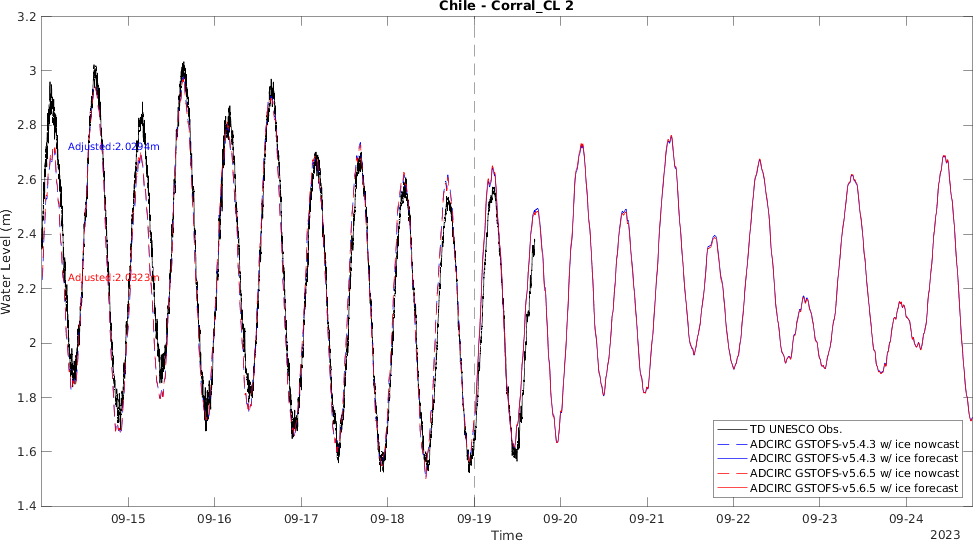 Chile - Corral_CL 2
Water Level (m)
3.2
3
2.8
2.6
2.4
2.2
2
1.8
1.6
1.4
Adjusted:2.0294m
Adjusted:2.0323m
TD UNESCO Obs.
ADCIRC GSTOFS-v5.4.3 w/ ice nowcast
ADCIRC GSTOFS-v5.4.3 w/ ice forecast
ADCIRC GSTOFS-v5.6.5 w/ ice nowcast
ADCIRC GSTOFS-v5.6.5 w/ ice forecast
09-15 09-16 09-17 09-18 09-19 09-20 09-21 09-22 09-23 09-24
Time
2023